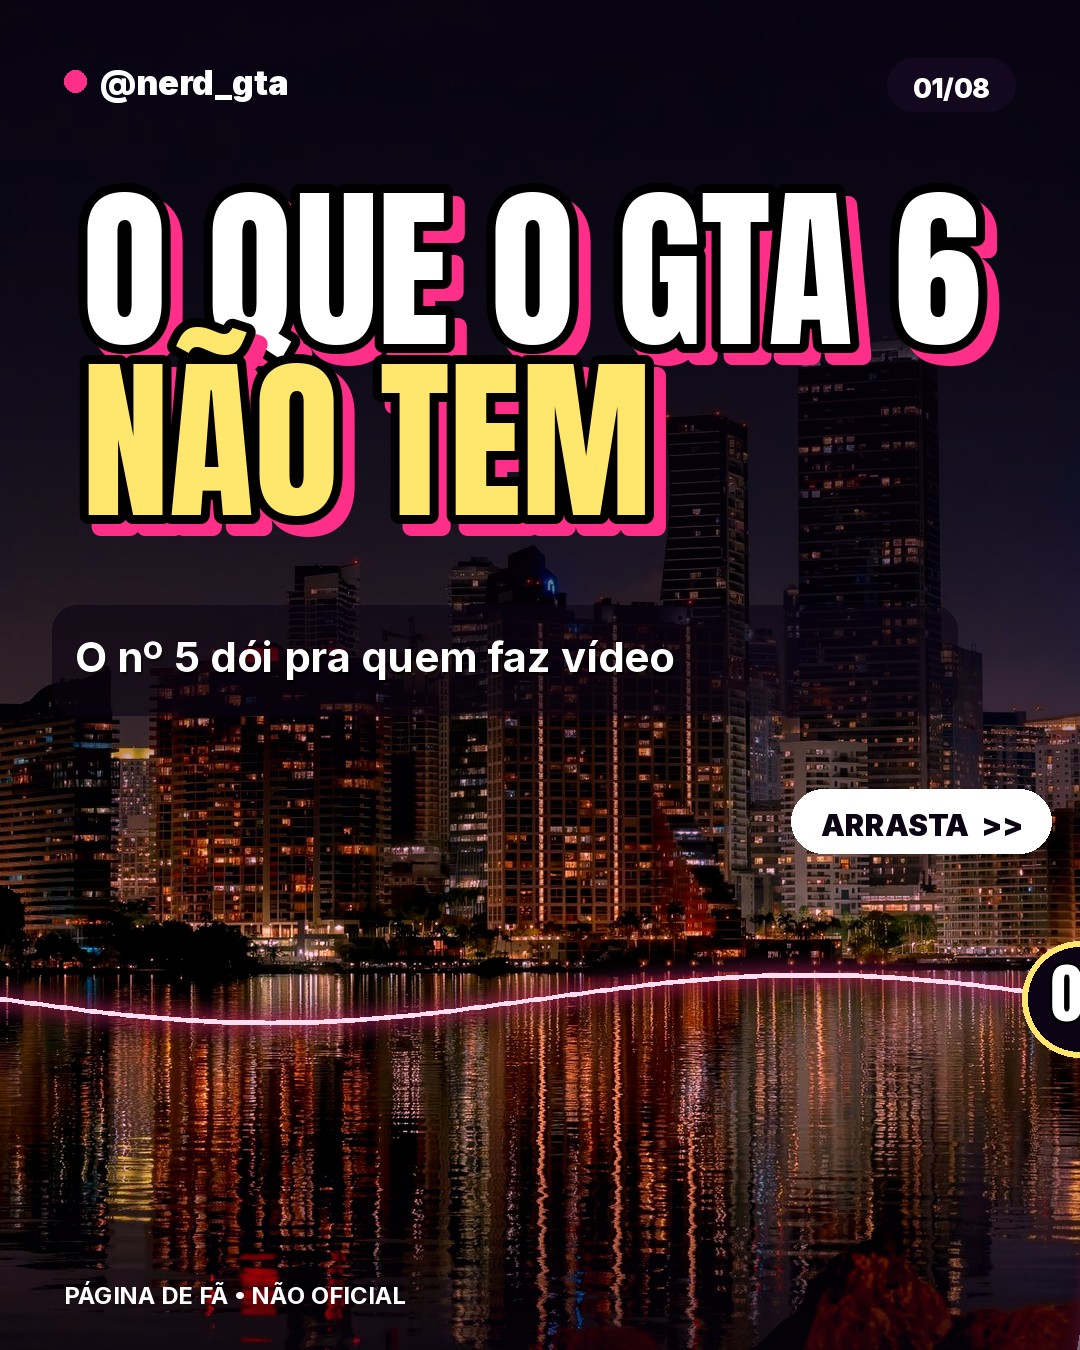 @nerd_gta
01/08
O QUE O GTA 6
NÃO TEM
O nº 5 dói pra quem faz vídeo
ARRASTA >>
0
PÁGINA DE FÃ • NÃO OFICIAL